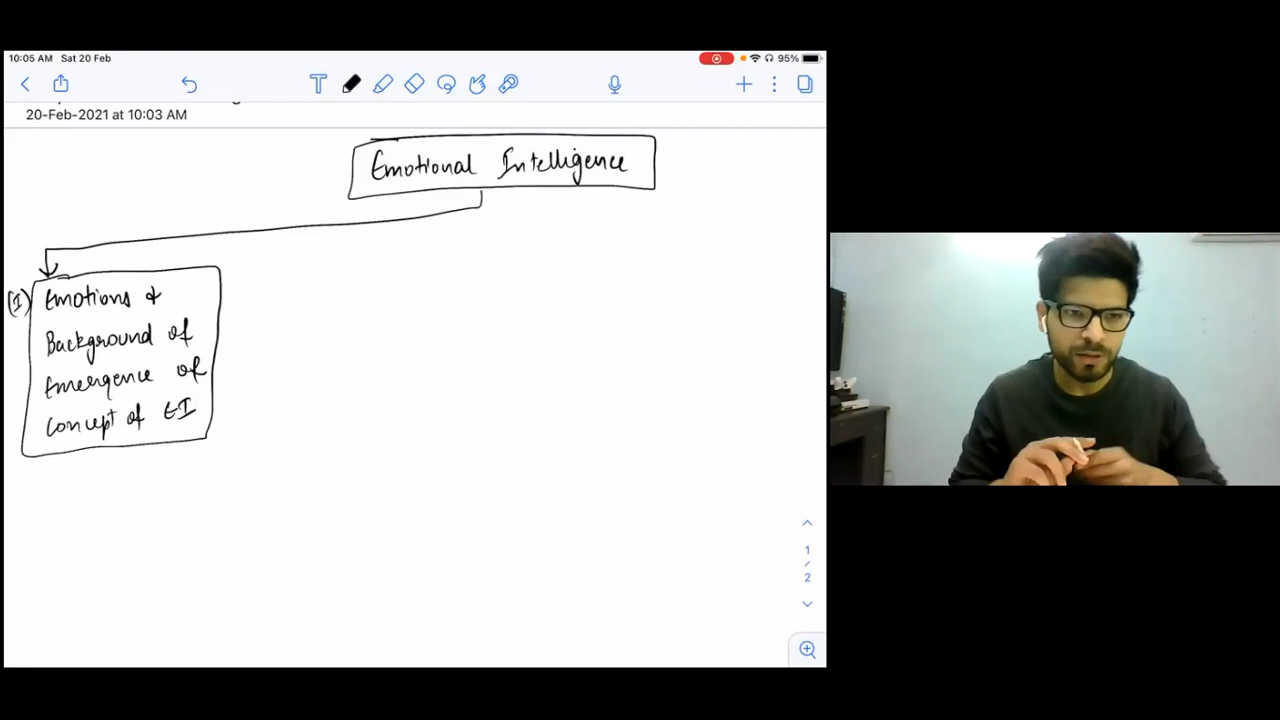 10:05 AM Sat 20 Feb
95%
20-Feb-2021 at 10:03 AM
Emotional Intelligence
(1) Emotions &
Background of
Emergence of
Concept of EI
1
/
2